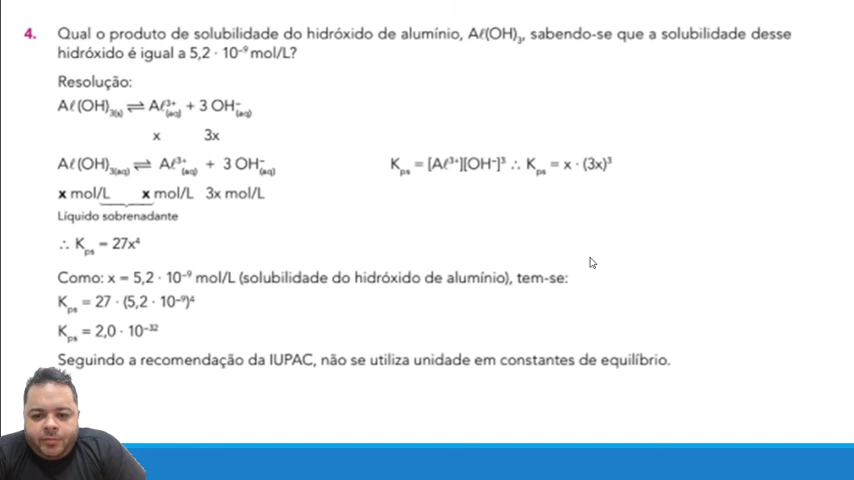 4. Qual o produto de solubilidade do hidróxido de alumínio, Aℓ(OH)₃, sabendo-se que a solubilidade desse
hidróxido é igual a 5,2 · 10⁻⁹ mol/L?
Resolução:
Aℓ(OH)₃₍ₛ₎ ⇌ Aℓ³⁺(aq) + 3 OH⁻(aq)
x 3x
Aℓ(OH)₃(aq) ⇌ Aℓ³⁺(aq) + 3 OH⁻(aq) Kps = [Aℓ³⁺][OH⁻]³ ∴ Kps = x · (3x)³
x mol/L x mol/L 3x mol/L
Líquido sobrenadante
∴ Kps = 27x⁴
Como: x = 5,2 · 10⁻⁹ mol/L (solubilidade do hidróxido de alumínio), tem-se:
Kps = 27 · (5,2 · 10⁻⁹)⁴
Kps = 2,0 · 10⁻³²
Seguindo a recomendação da IUPAC, não se utiliza unidade em constantes de equilíbrio.